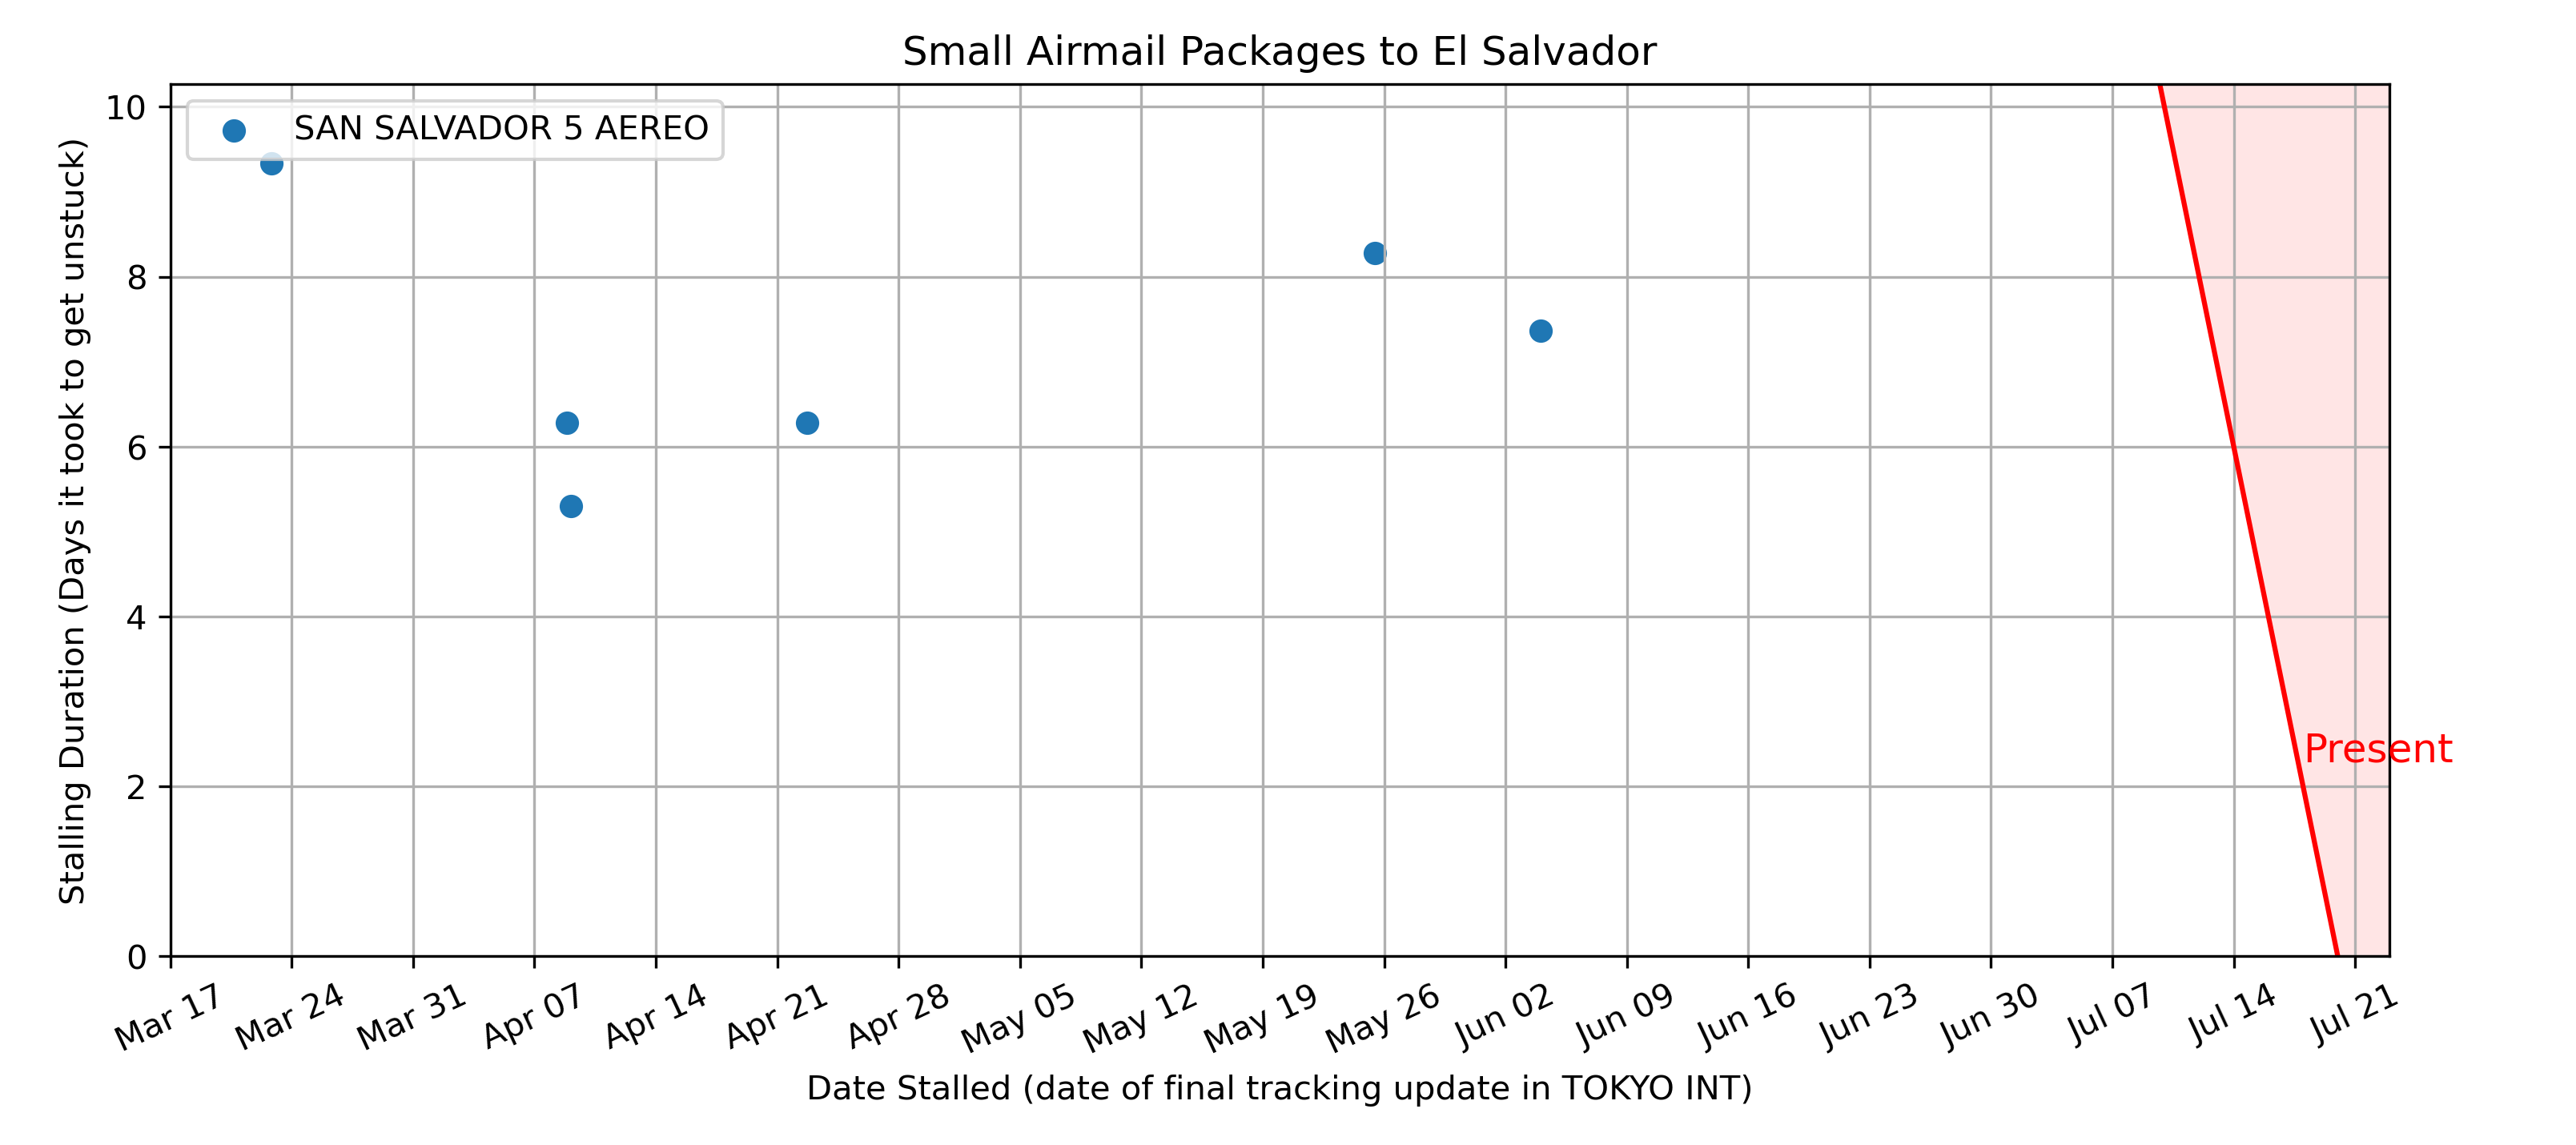 Small Airmail Packages to El Salvador
SAN SALVADOR 5 AEREO
Stalling Duration (Days it took to get unstuck)
10
8
6
4
2
0
Present
Mar 17
Mar 24
Mar 31
Apr 07
Apr 14
Apr 21
Apr 28
May 05
May 12
May 19
May 26
Jun 02
Jun 09
Jun 16
Jun 23
Jun 30
Jul 07
Jul 14
Jul 21
Date Stalled (date of final tracking update in TOKYO INT)